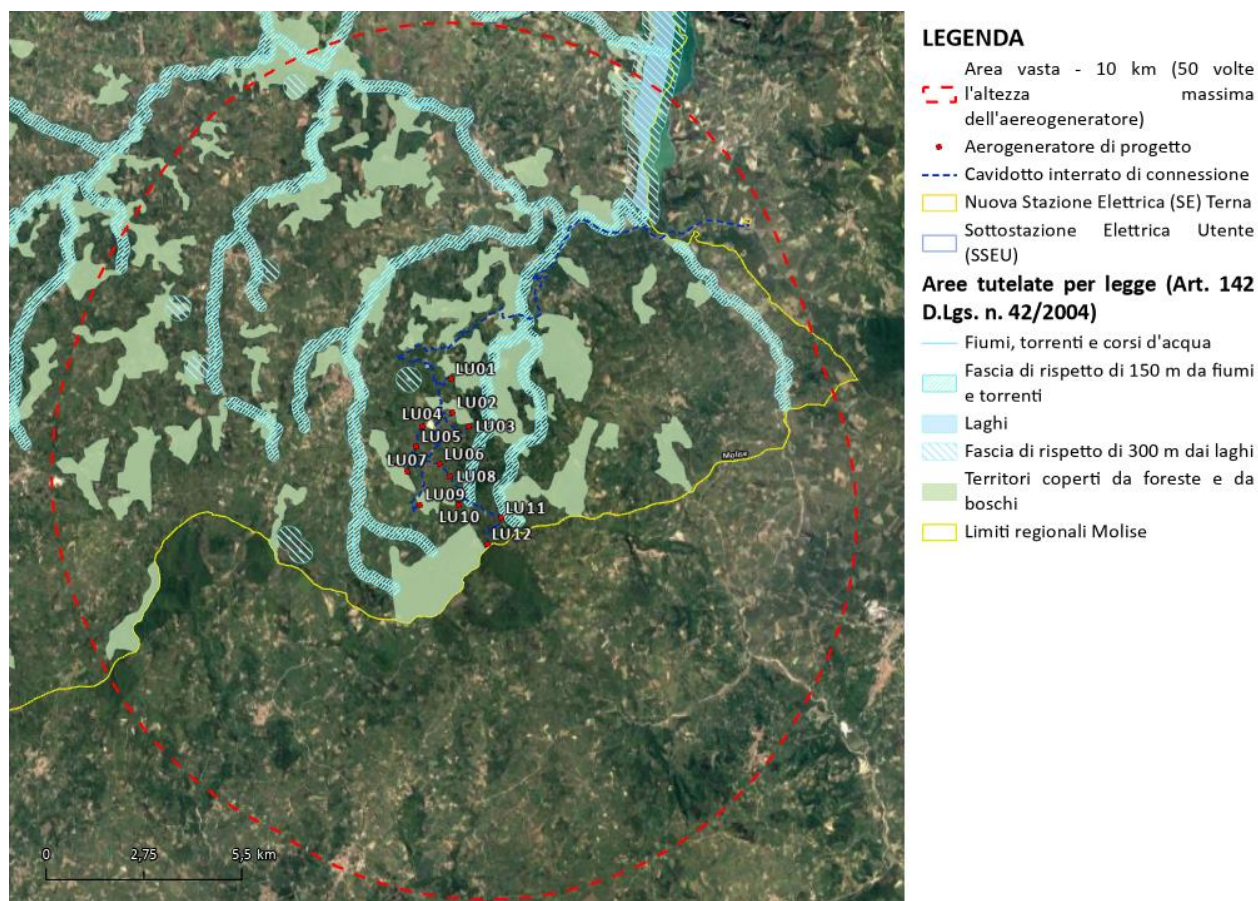 LU01
LU02
LU04
LU03
LU05
LU06
LU07
LU08
LU09
LU10
LU11
LU12
Molise
0 2,75 5,5 km
LEGENDA
Area vasta - 10 km (50 volte
l'altezza massima
dell'aereogeneratore)
Aerogeneratore di progetto
Cavidotto interrato di connessione
Nuova Stazione Elettrica (SE) Terna
Sottostazione Elettrica Utente
(SSEU)
Aree tutelate per legge (Art. 142
D.Lgs. n. 42/2004)
Fiumi, torrenti e corsi d'acqua
Fascia di rispetto di 150 m da fiumi
e torrenti
Laghi
Fascia di rispetto di 300 m dai laghi
Territori coperti da foreste e da
boschi
Limiti regionali Molise